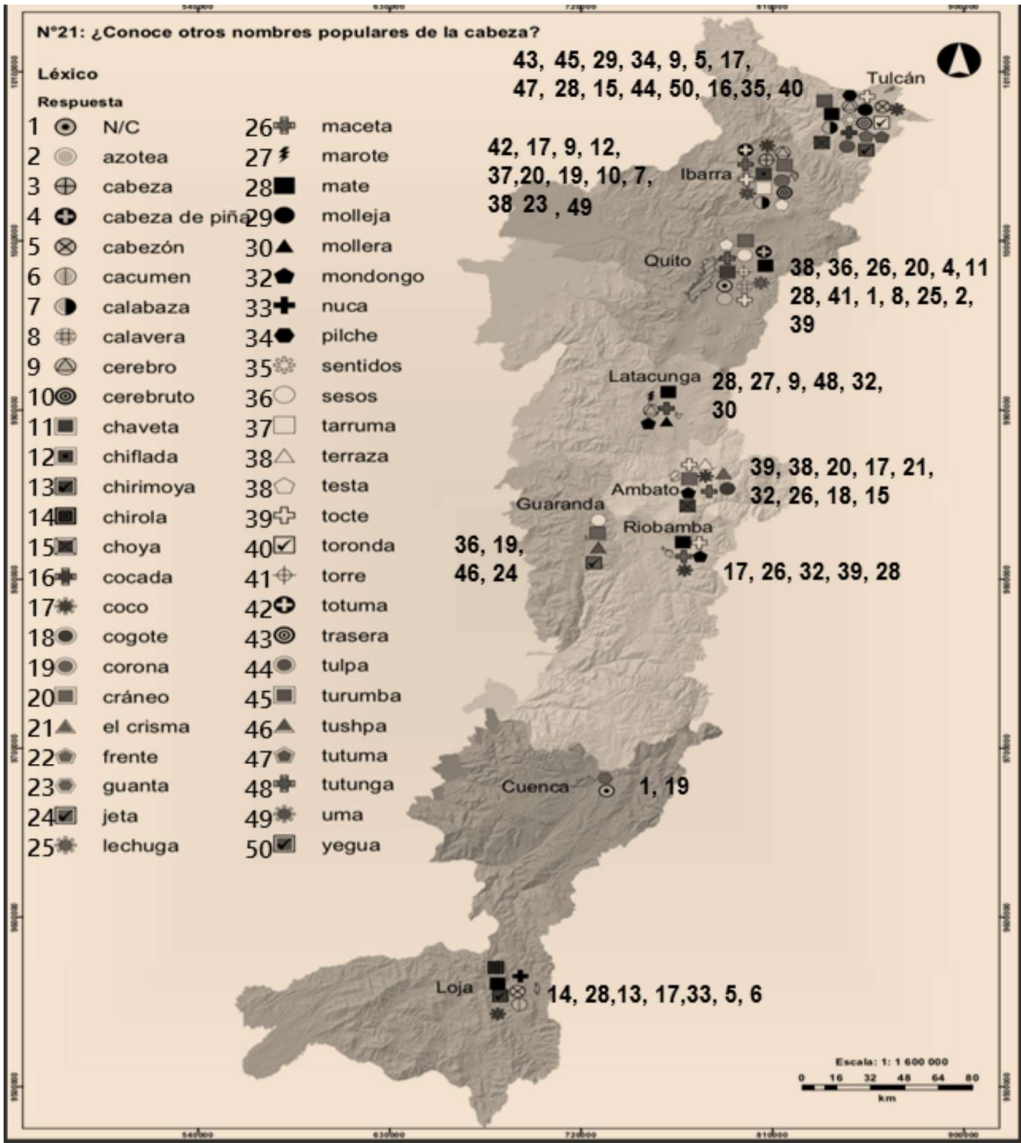 540000 630000 720000 810000 900000
N°21: ¿Conoce otros nombres populares de la cabeza?
Léxico
Respuesta
1 N/C
2 azotea
3 cabeza
4 cabeza de piña
5 cabezón
6 cacumen
7 calabaza
8 calavera
9 cerebro
10 cerebruto
11 chaveta
12 chiflada
13 chirimoya
14 chirola
15 choya
16 cocada
17 coco
18 cogote
19 corona
20 cráneo
21 el crisma
22 frente
23 guanta
24 jeta
25 lechuga
26 maceta
27 marote
28 mate
29 molleja
30 mollera
32 mondongo
33 nuca
34 pilche
35 sentidos
36 sesos
37 tarruma
38 terraza
38 testa
39 tocte
40 toronda
41 torre
42 totuma
43 trasera
44 tulpa
45 turumba
46 tushpa
47 tutuma
48 tutunga
49 uma
50 yegua
43, 45, 29, 34, 9, 5, 17,
47, 28, 15, 44, 50, 16,35, 40
Tulcán
42, 17, 9, 12,
37,20, 19, 10, 7,
38 23 , 49
Ibarra
Quito
38, 36, 26, 20, 4, 11
28, 41, 1, 8, 25, 2,
39
Latacunga
28, 27, 9, 48, 32,
30
Ambato
39, 38, 20, 17, 21,
32, 26, 18, 15
Guaranda
36, 19,
46, 24
Riobamba
17, 26, 32, 39, 28
Cuenca
1, 19
Loja
14, 28,13, 17,33, 5, 6
Escala: 1: 1 600 000
0 16 32 48 64 80
km
540000 630000 720000 810000 900000